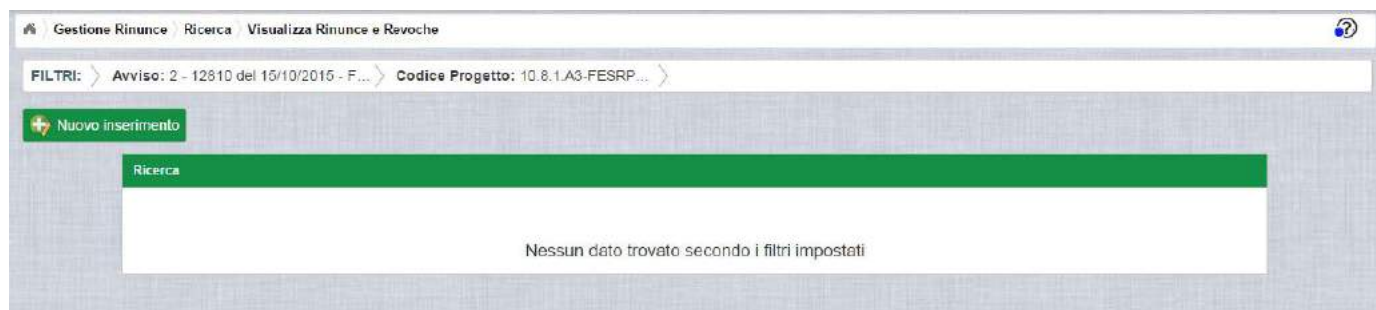 Gestione Rinunce Ricerca Visualizza Rinunce e Revoche
FILTRI: Avviso: 2 - 12810 del 15/10/2015 - F... Codice Progetto: 10.8.1.A3-FESRP...
Nuovo inserimento
Ricerca
Nessun dato trovato secondo i filtri impostati